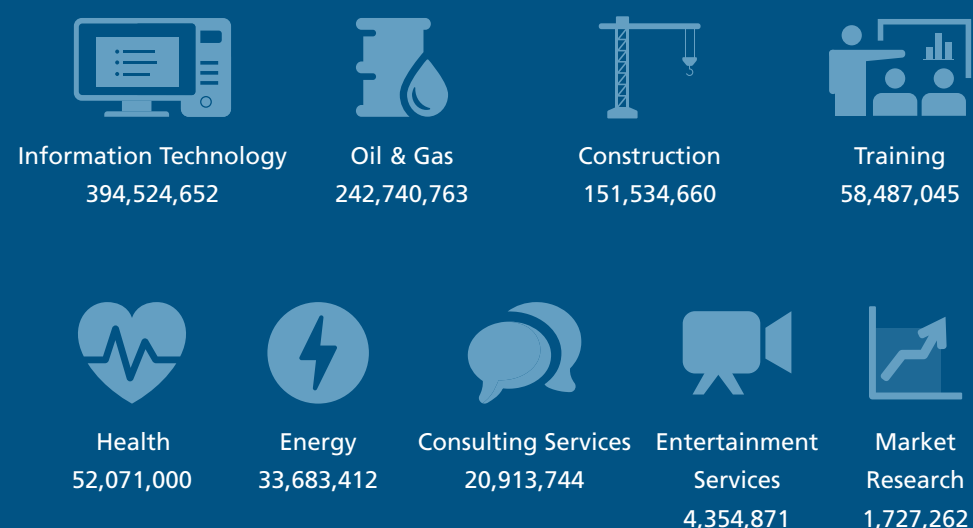 Information Technology
394,524,652
Oil & Gas
242,740,763
Construction
151,534,660
Training
58,487,045
Health
52,071,000
Energy
33,683,412
Consulting Services
20,913,744
Entertainment
Services
4,354,871
Market
Research
1,727,262